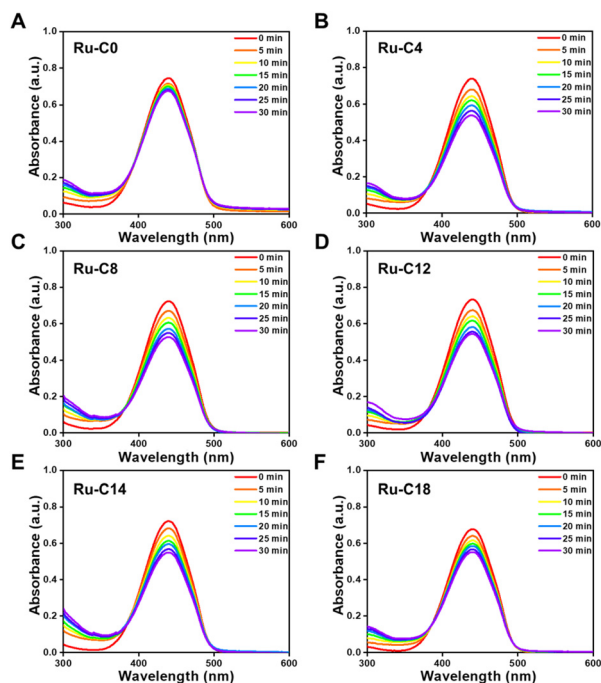 A
Ru-C0
0 min
5 min
10 min
15 min
20 min
25 min
30 min
Absorbance (a.u.)
1.0
0.8
0.6
0.4
0.2
0.0
300 400 500 600
Wavelength (nm)
B
Ru-C4
0 min
5 min
10 min
15 min
20 min
25 min
30 min
Absorbance (a.u.)
1.0
0.8
0.6
0.4
0.2
0.0
300 400 500 600
Wavelength (nm)
C
Ru-C8
0 min
5 min
10 min
15 min
20 min
25 min
30 min
Absorbance (a.u.)
1.0
0.8
0.6
0.4
0.2
0.0
300 400 500 600
Wavelength (nm)
D
Ru-C12
0 min
5 min
10 min
15 min
20 min
25 min
30 min
Absorbance (a.u.)
1.0
0.8
0.6
0.4
0.2
0.0
300 400 500 600
Wavelength (nm)
E
Ru-C14
0 min
5 min
10 min
15 min
20 min
25 min
30 min
Absorbance (a.u.)
1.0
0.8
0.6
0.4
0.2
0.0
300 400 500 600
Wavelength (nm)
F
Ru-C18
0 min
5 min
10 min
15 min
20 min
25 min
30 min
Absorbance (a.u.)
1.0
0.8
0.6
0.4
0.2
0.0
300 400 500 600
Wavelength (nm)